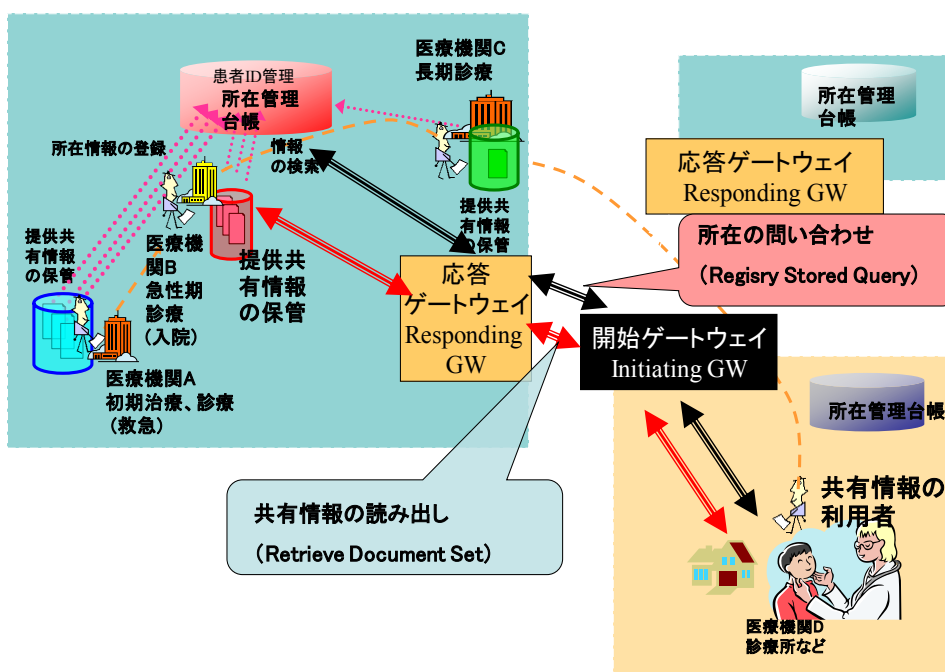 患者ID管理
所在管理
台帳
医療機関C
長期診療
所在情報の登録
情報
の検索
提供共
有情報
の保管
医療機
関B
急性期
診療
(入院)
提供共
有情報
の保管
提供共
有情報
の保管
医療機関A
初期治療、診療
(救急)
応答
ゲートウェイ
Responding
GW
所在管理
台帳
応答ゲートウェイ
Responding GW
所在の問い合わせ
(Regisry Stored Query)
開始ゲートウェイ
Initiating GW
所在管理台帳
共有情報の
利用者
医療機関D
診療所など
共有情報の読み出し
(Retrieve Document Set)